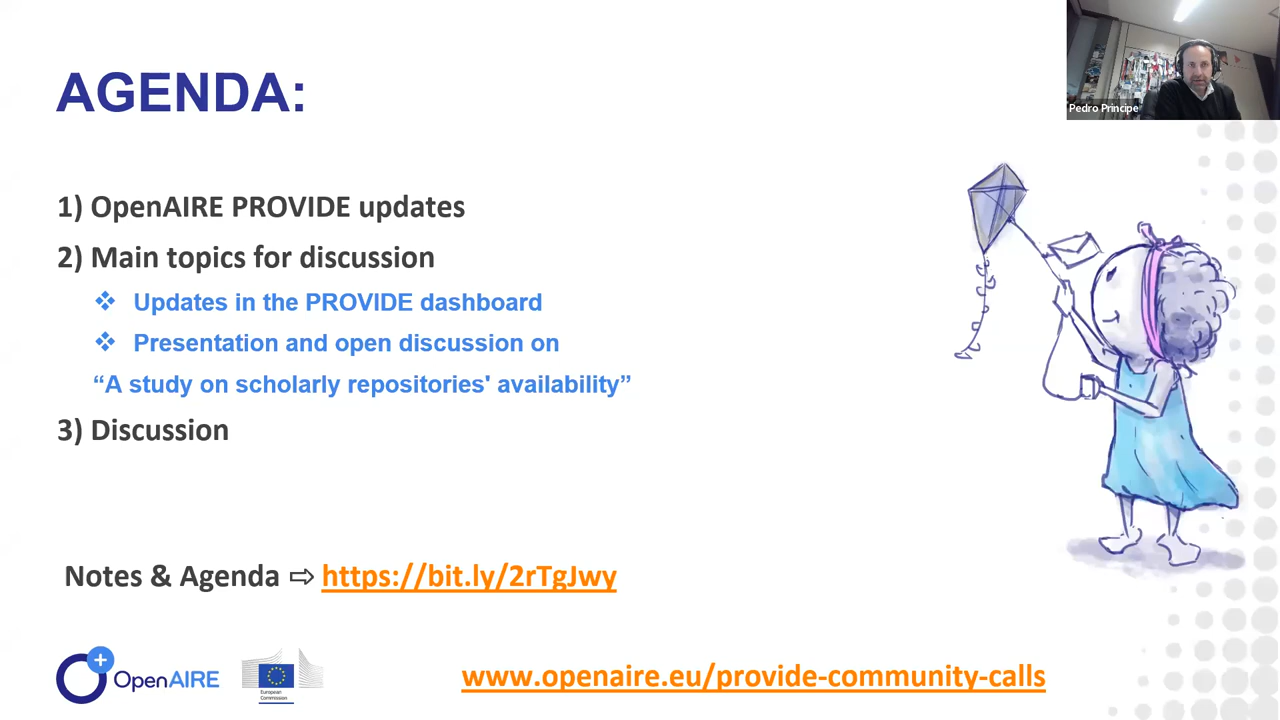 AGENDA:
Pedro Principe
1) OpenAIRE PROVIDE updates
2) Main topics for discussion
❖ Updates in the PROVIDE dashboard
❖ Presentation and open discussion on
“A study on scholarly repositories' availability”
3) Discussion
Notes & Agenda ⇨ https://bit.ly/2rTgJwy
OpenAIRE
European
Commission
www.openaire.eu/provide-community-calls